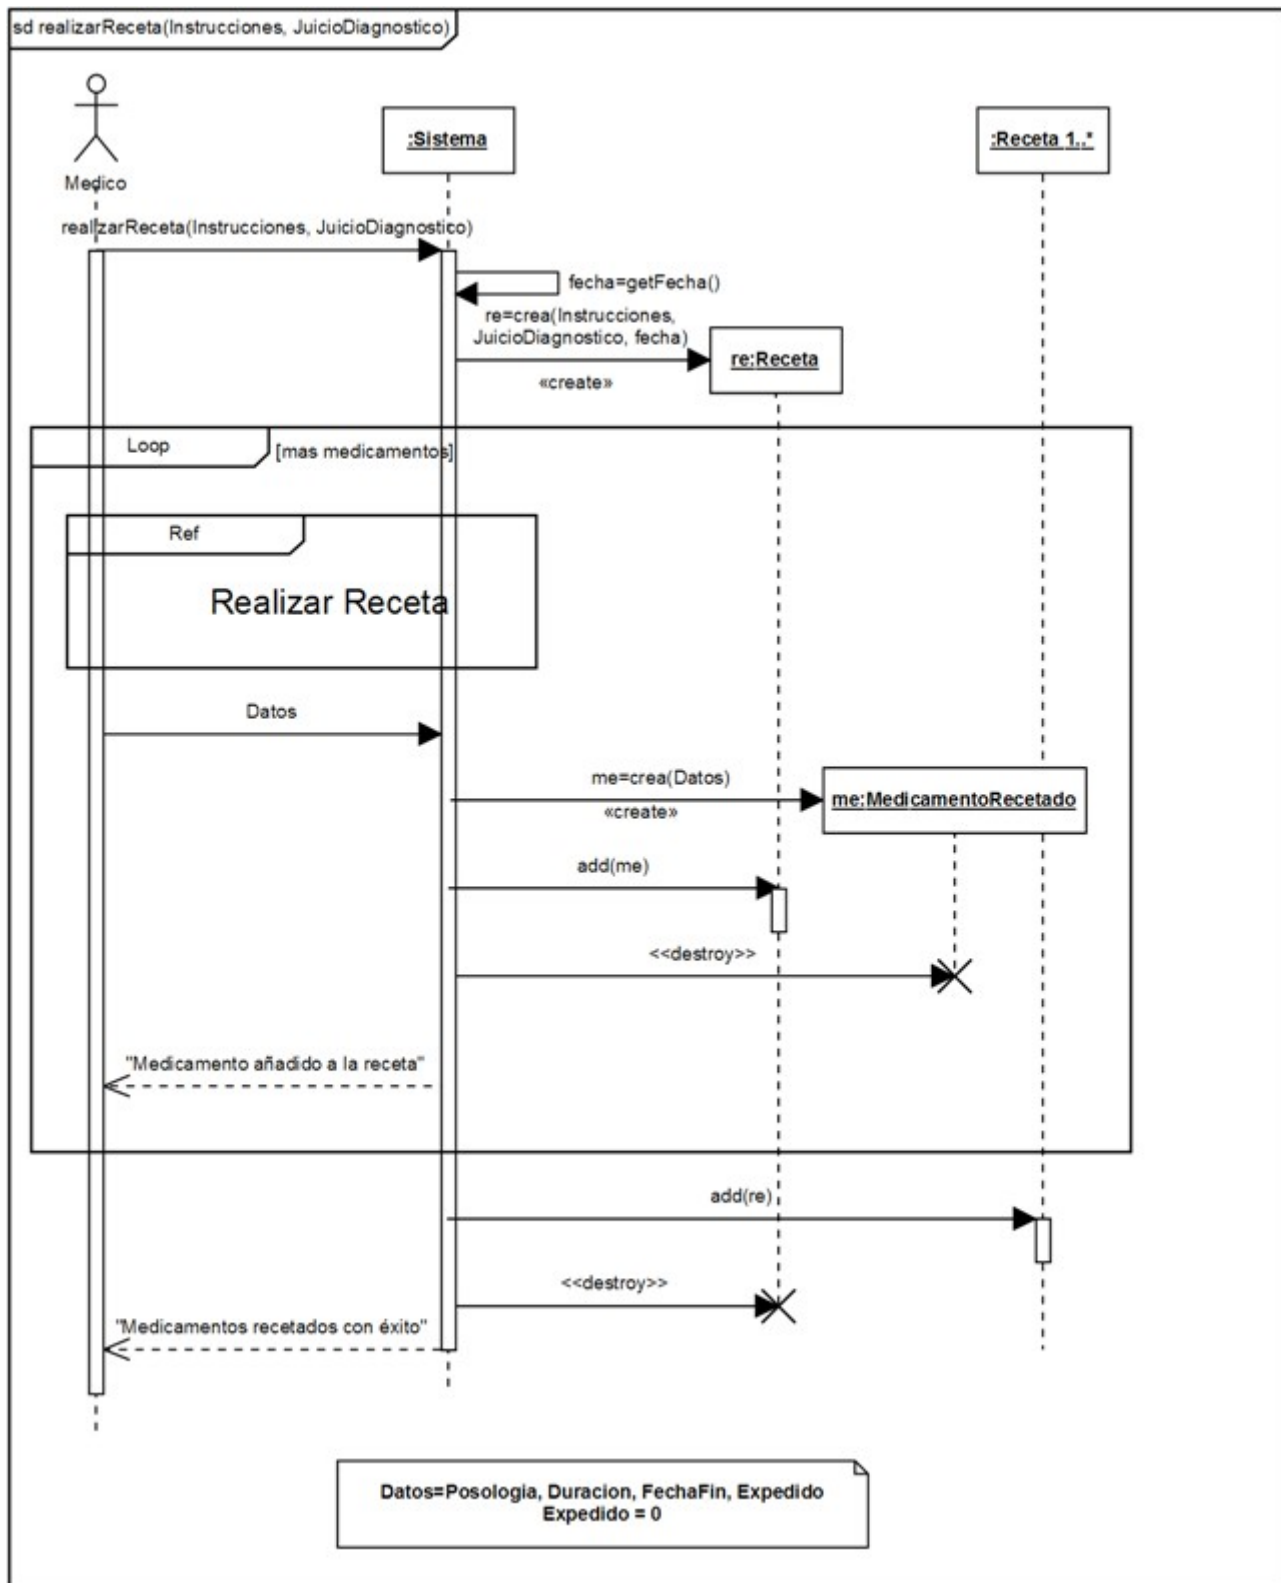 sd realizarReceta(Instrucciones, JuicioDiagnostico)
:Sistema
:Receta 1..*
Medico
realizarReceta(Instrucciones, JuicioDiagnostico)
fecha=getFecha()
re=crea(Instrucciones,
JuicioDiagnostico, fecha)
re:Receta
«create»
Loop
[mas medicamentos]
Ref
Realizar Receta
Datos
me=crea(Datos)
me:MedicamentoRecetado
«create»
add(me)
<<destroy>>
"Medicamento añadido a la receta"
add(re)
<<destroy>>
"Medicamentos recetados con éxito"
Datos=Posologia, Duracion, FechaFin, Expedido
Expedido = 0